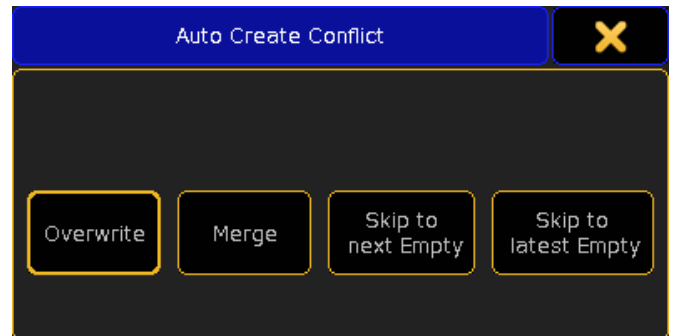 Auto Create Conflict
Overwrite
Merge
Skip to
next Empty
Skip to
latest Empty